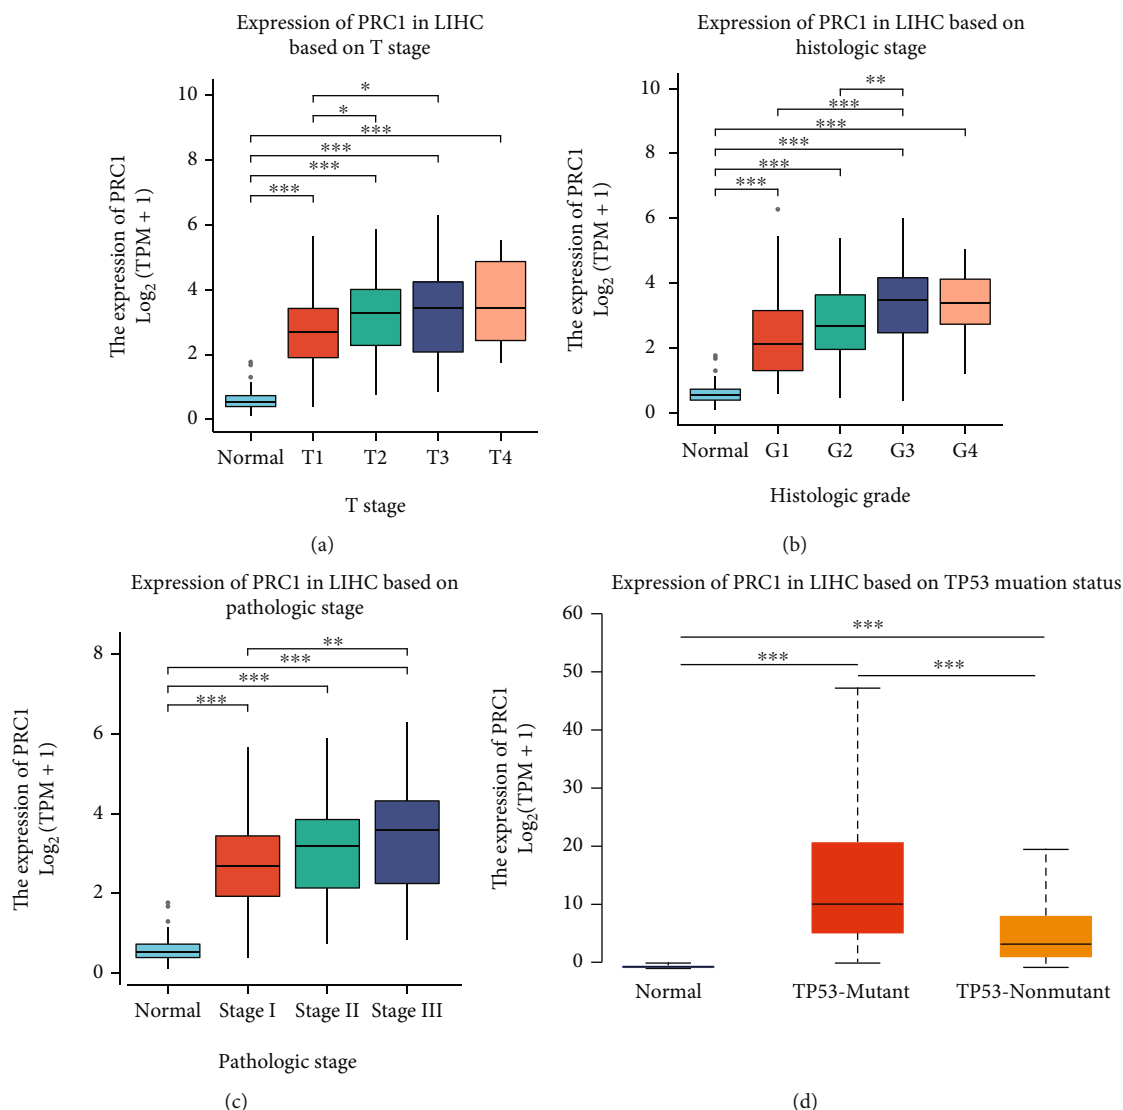 Expression of PRC1 in LIHC
based on T stage
The expression of PRC1
Log2 (TPM + 1)
10
8
6
4
2
0
*
*
***
***
***
***
Normal T1 T2 T3 T4
T stage
(a)
Expression of PRC1 in LIHC based on
histologic stage
The expression of PRC1
Log2 (TPM + 1)
10
8
6
4
2
0
**
***
***
***
***
***
Normal G1 G2 G3 G4
Histologic grade
(b)
Expression of PRC1 in LIHC based on
pathologic stage
The expression of PRC1
Log2 (TPM + 1)
8
6
4
2
0
**
***
***
***
Normal Stage I Stage II Stage III
Pathologic stage
(c)
Expression of PRC1 in LIHC based on TP53 muation status
The expression of PRC1
Log2(TPM + 1)
60
50
40
30
20
10
0
***
***
***
Normal TP53-Mutant TP53-Nonmutant
(d)